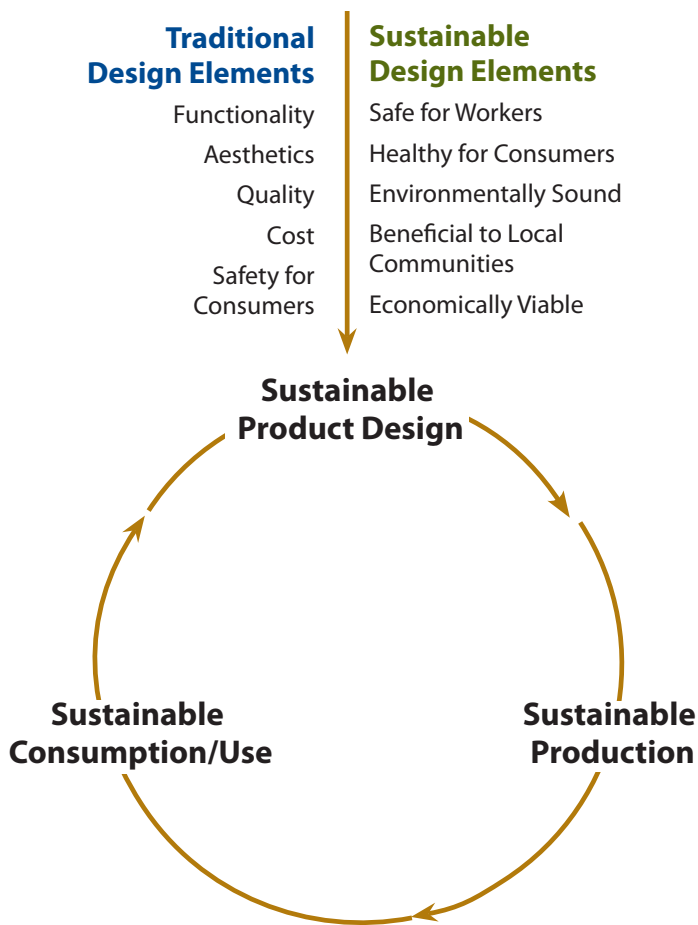 Traditional
Design Elements
Functionality
Aesthetics
Quality
Cost
Safety for
Consumers
Sustainable
Design Elements
Safe for Workers
Healthy for Consumers
Environmentally Sound
Beneficial to Local
Communities
Economically Viable
Sustainable
Product Design
Sustainable
Consumption/Use
Sustainable
Production